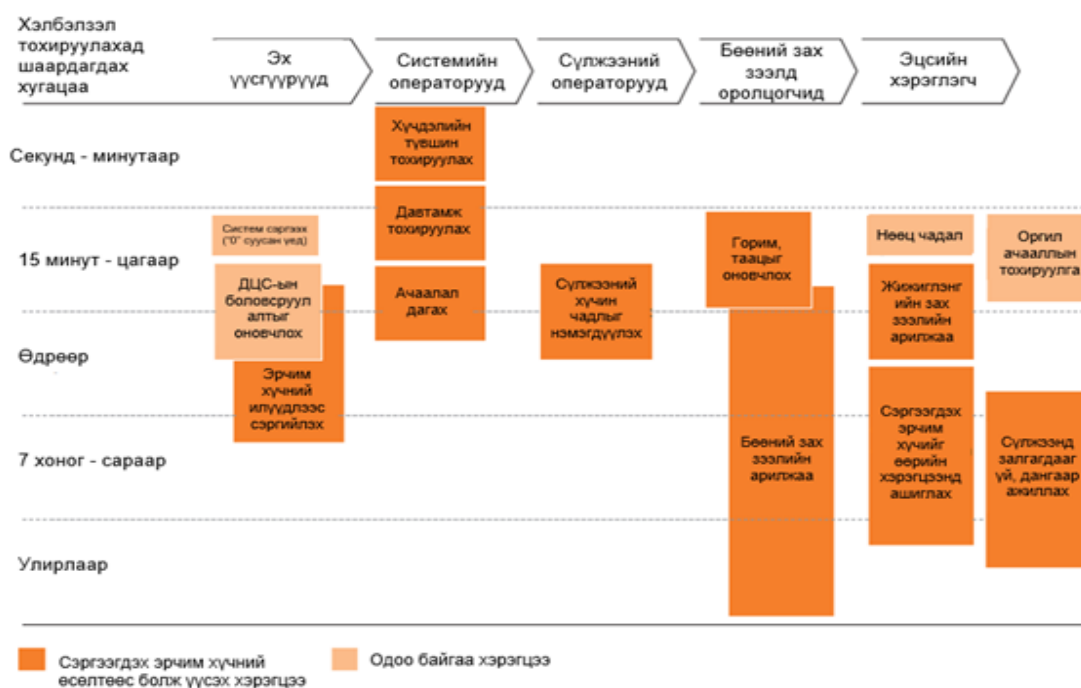 Хэлбэлзэл
тохируулахад
шаардагдах
хугацаа
Эх
үүсгүүрүүд
Системийн
операторууд
Сүлжээний
операторууд
Бөөний зах
зээлд
оролцогчид
Эцсийн
хэрэглэгч
Секунд - минутаар
Хүчдэлийн
түвшин
тохируулах
15 минут - цагаар
Систем сэргээх
("0" суусан үед)
ДЦС-ын
боловсруул
алтыг
оновчлох
Давтамж
тохируулах
Ачаалал
дагах
Сүлжээний
хүчин
чадлыг
нэмэгдүүлэх
Горим,
таацыг
оновчлох
Нөөц чадал
Жижиглэнг
ийн зах
зээлийн
арилжаа
Оргил
ачааллын
тохируулга
Өдрөөр
Эрчим
хүчний
илүүдлээс
сэргийлэх
7 хоног - сараар
Бөөний зах
зээлийн
арилжаа
Сэргээгдэх
эрчим
хүчийг
өөрийн
хэрэгцээнд
ашиглах
Сүлжээнд
залгагдааг
үй, дангаар
ажиллах
Улирлаар
Сэргээгдэх эрчим хүчний
өсөлтөөс болж үүсэх хэрэгцээ
Одоо байгаа хэрэгцээ